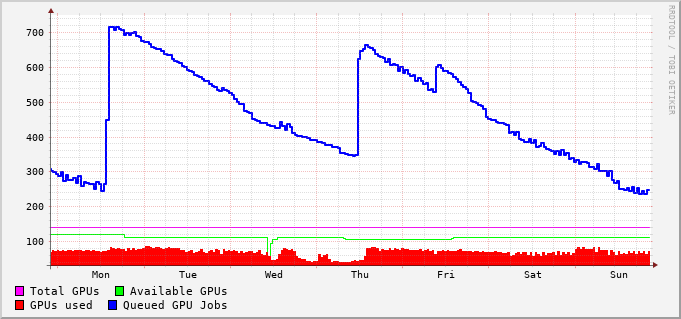 RRDTOOL / TOBI OETIKER
700
600
500
400
300
200
100
Mon Tue Wed Thu Fri Sat Sun
Total GPUs Available GPUs
GPUs used Queued GPU Jobs